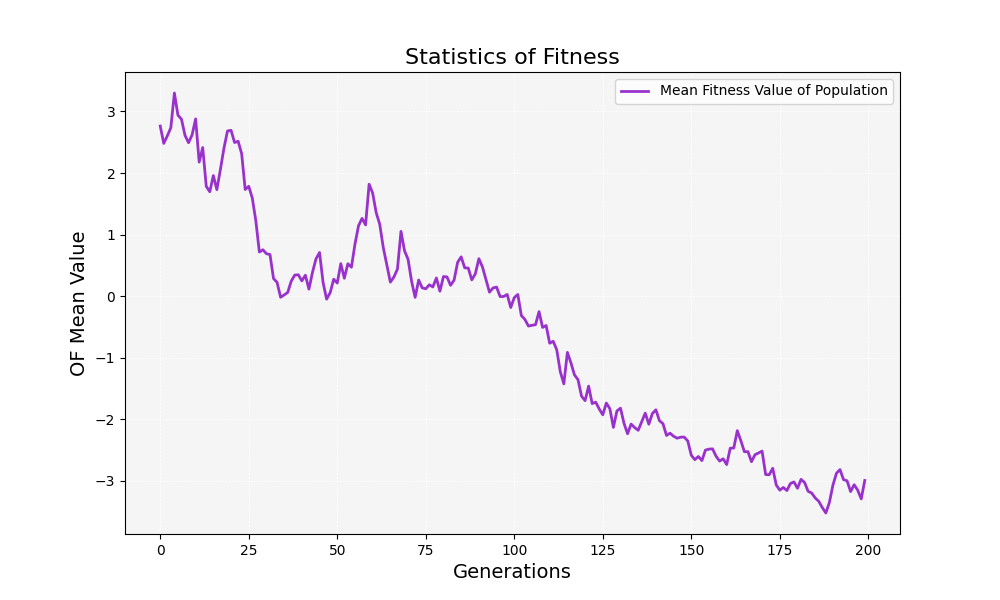 Statistics of Fitness
Mean Fitness Value of Population
OF Mean Value
3
2
1
0
−1
−2
−3
0 25 50 75 100 125 150 175 200
Generations